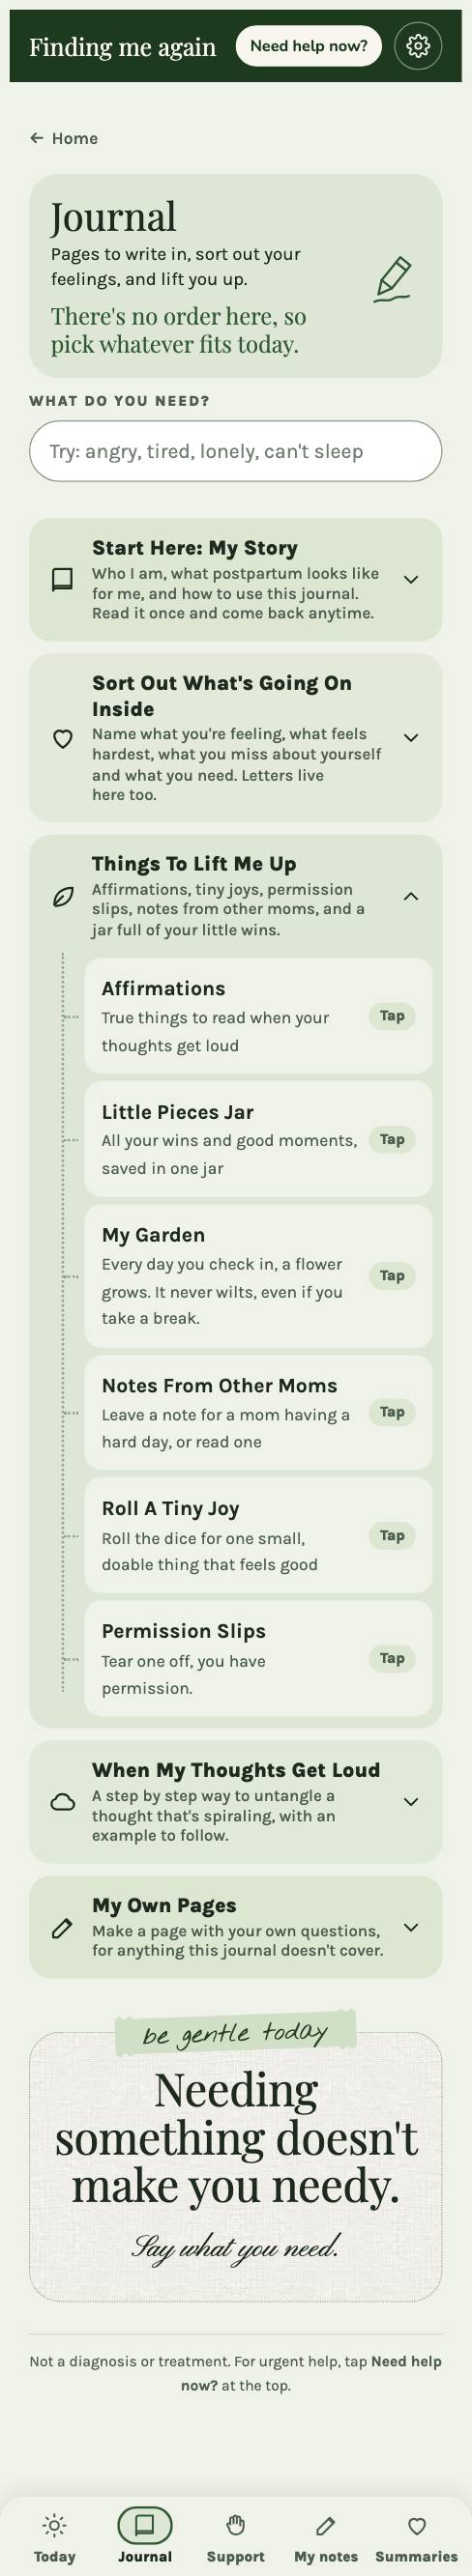 Finding me again
Need help now?
← Home
Journal
Pages to write in, sort out your
feelings, and lift you up.
There's no order here, so
pick whatever fits today.
WHAT DO YOU NEED?
Try: angry, tired, lonely, can't sleep
Start Here: My Story
Who I am, what postpartum looks like
for me, and how to use this journal.
Read it once and come back anytime.
Sort Out What's Going On
Inside
Name what you're feeling, what feels
hardest, what you miss about yourself
and what you need. Letters live
here too.
Things To Lift Me Up
Affirmations, tiny joys, permission
slips, notes from other moms, and a
jar full of your little wins.
Affirmations
True things to read when your
thoughts get loud
Tap
Little Pieces Jar
All your wins and good moments,
saved in one jar
Tap
My Garden
Every day you check in, a flower
grows. It never wilts, even if you
take a break.
Tap
Notes From Other Moms
Leave a note for a mom having a
hard day, or read one
Tap
Roll A Tiny Joy
Roll the dice for one small,
doable thing that feels good
Tap
Permission Slips
Tear one off, you have
permission.
Tap
When My Thoughts Get Loud
A step by step way to untangle a
thought that's spiraling, with an
example to follow.
My Own Pages
Make a page with your own questions,
for anything this journal doesn't cover.
be gentle today
Needing
something doesn't
make you needy.
Say what you need.
Not a diagnosis or treatment. For urgent help, tap Need help
now? at the top.
Today
Journal
Support
My notes
Summaries